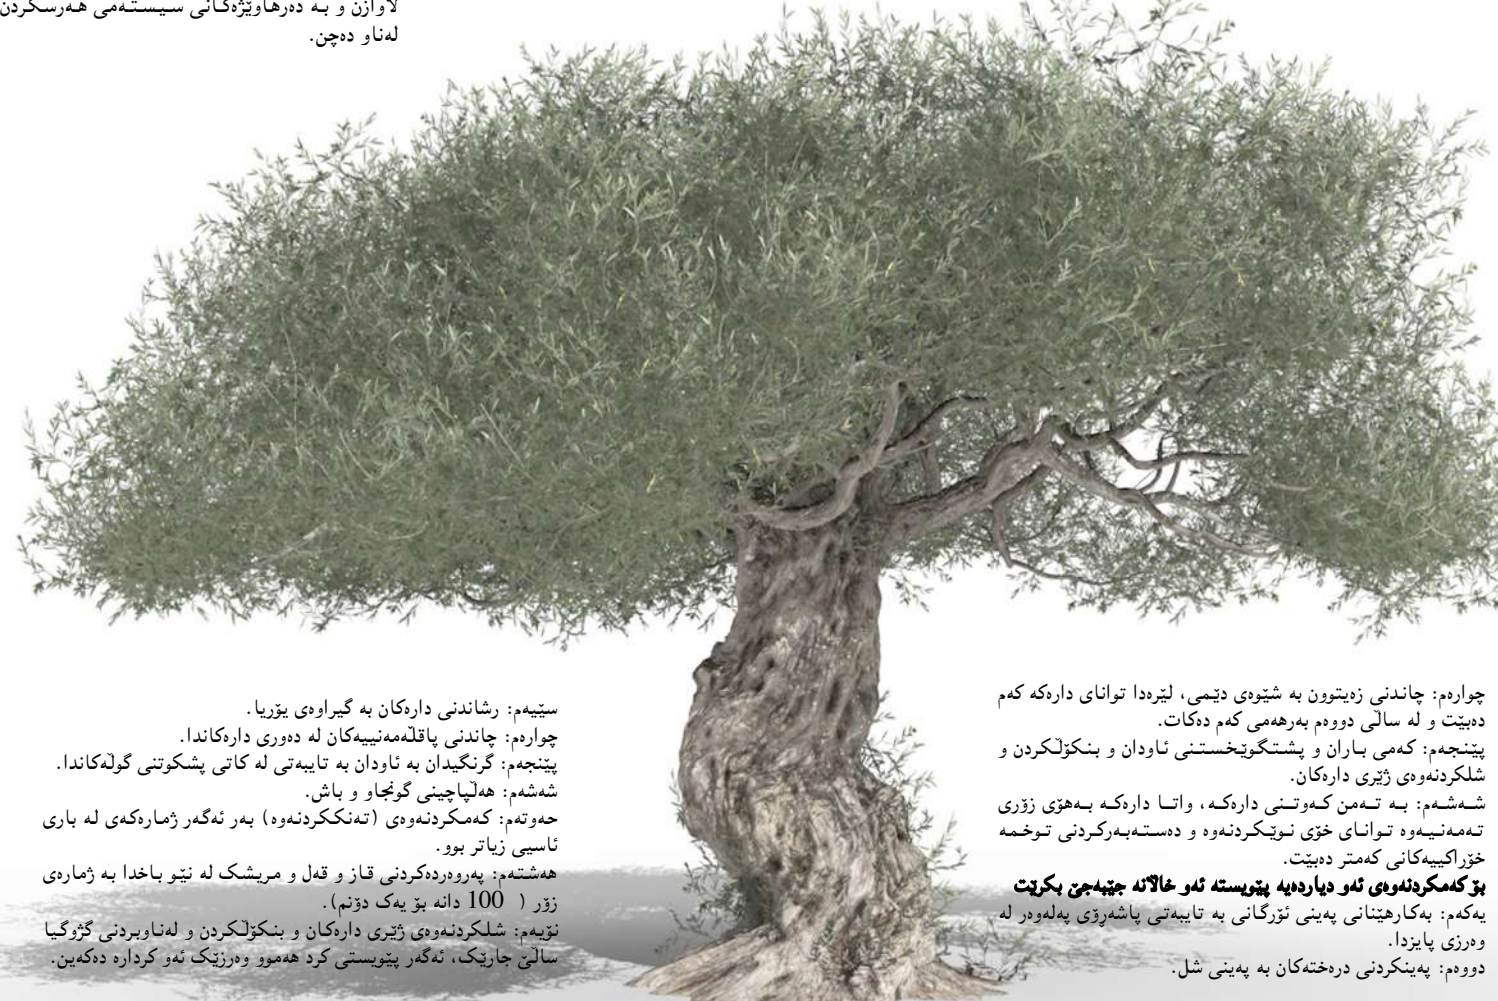 لاوازن و بە دەرهاوێژەکانی سیستەمی هەرسکردن
لەناو دەچن.
چوارەم: چاندنی زەیتوون بە شێوەی دێمی، لێرەدا توانای دارەکە کەم
دەبێت و لە ساڵی دووەم بەرهەمی کەم دەکات.
پێنجەم: کەمی باران و پشتگوێخستنی ئاودان و بنکۆڵکردن و
شلکردنەوەی ژێری دارەکان.
شەشەم: بە تەمن کەوتنی دارەکە، واتا دارەکە بەهۆی زۆری
تەمەنیەوە توانای خۆی نوێکردنەوە و دەستەبەرکردنی توخمە
خۆراکییەکانی کەمتر دەبێت.
بۆ کەمکردنەوەی ئەو دیاردەیە پێویستە ئەو خاڵانە جێبەجێ بکرێت
یەکەم: بەکارهێنانی پەینی ئۆرگانی بە تایبەتی پاشەڕۆی پەلەوەر لە
وەرزی پایزدا.
دووەم: پەینکردنی درەختەکان بە پەینی شل.
سێیەم: رشاندنی دارەکان بە گیراوەی یۆریا.
چوارەم: چاندنی پاقڵەمەنییەکان لە دەوری دارەکاندا.
پێنجەم: گرنگیدان بە ئاودان بە تایبەتی لە کاتی پشکوتنی گوڵەکاندا.
شەشەم: هەڵپاچینی گونجاو و باش.
حەوتەم: کەمکردنەوەی (تەنککردنەوە) بەر ئەگەر ژمارەکەی لە باری
ئاسیی زیاتر بوو.
هەشتەم: پەروەردەکردنی قاز و قەل و مریشک لە نێو باخدا بە ژمارەی
زۆر ( 100 دانە بۆ یەک دۆنم).
نۆیەم: شلکردنەوەی ژێری دارەکان و بنکۆڵکردن و لەناوبردنی گژوگیا
ساڵێ جارێک، ئەگەر پێویستی کرد هەموو وەرزێک ئەو کردارە دەکەین.